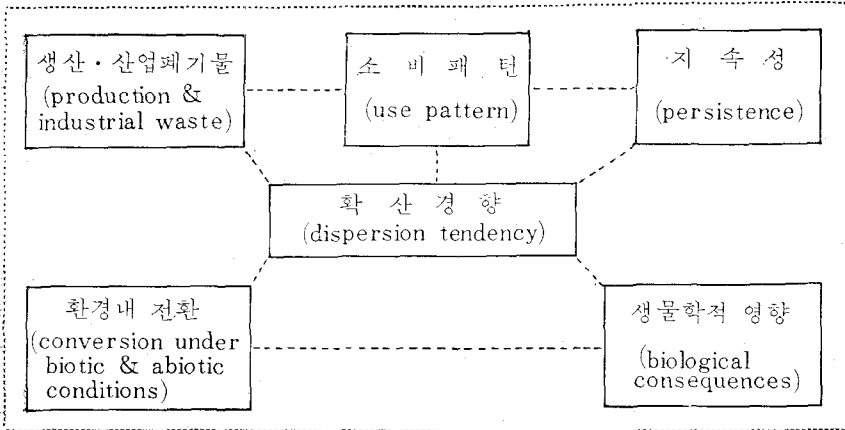 생산·산업폐기물
(production &
industrial waste)
소 비 패 턴
(use pattern)
지 속 성
(persistence)
확 산 경 향
(dispersion tendency)
환경내 전환
(conversion under
biotic & abiotic
conditions)
생물학적 영향
(biological
consequences)